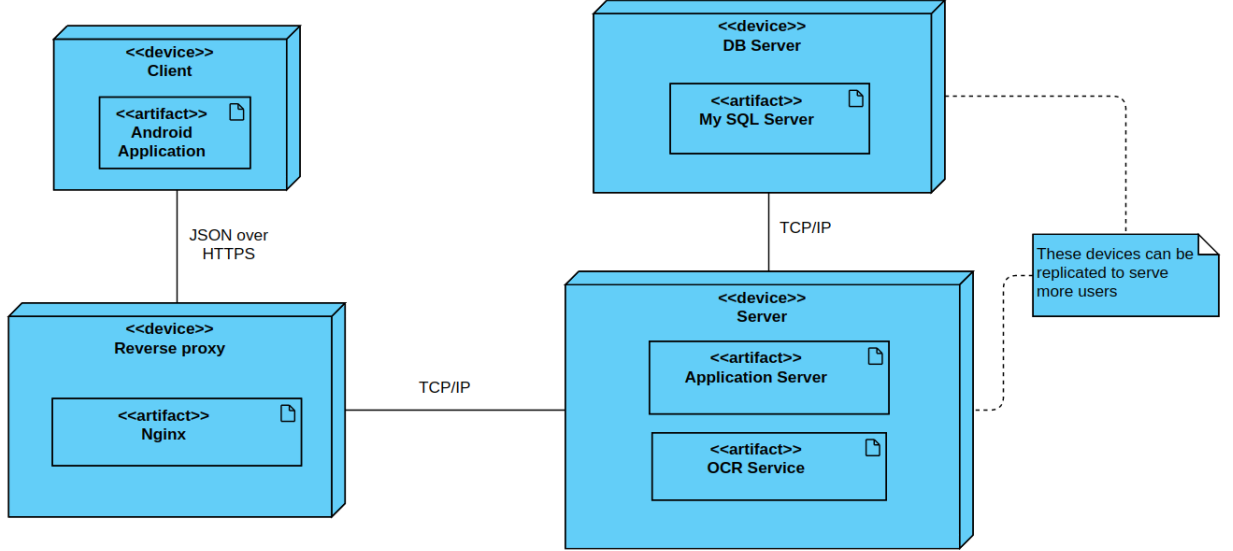 <<device>>
Client
<<artifact>>
Android
Application
JSON over
HTTPS
<<device>>
Reverse proxy
<<artifact>>
Nginx
TCP/IP
<<device>>
DB Server
<<artifact>>
My SQL Server
TCP/IP
<<device>>
Server
<<artifact>>
Application Server
<<artifact>>
OCR Service
These devices can be
replicated to serve
more users